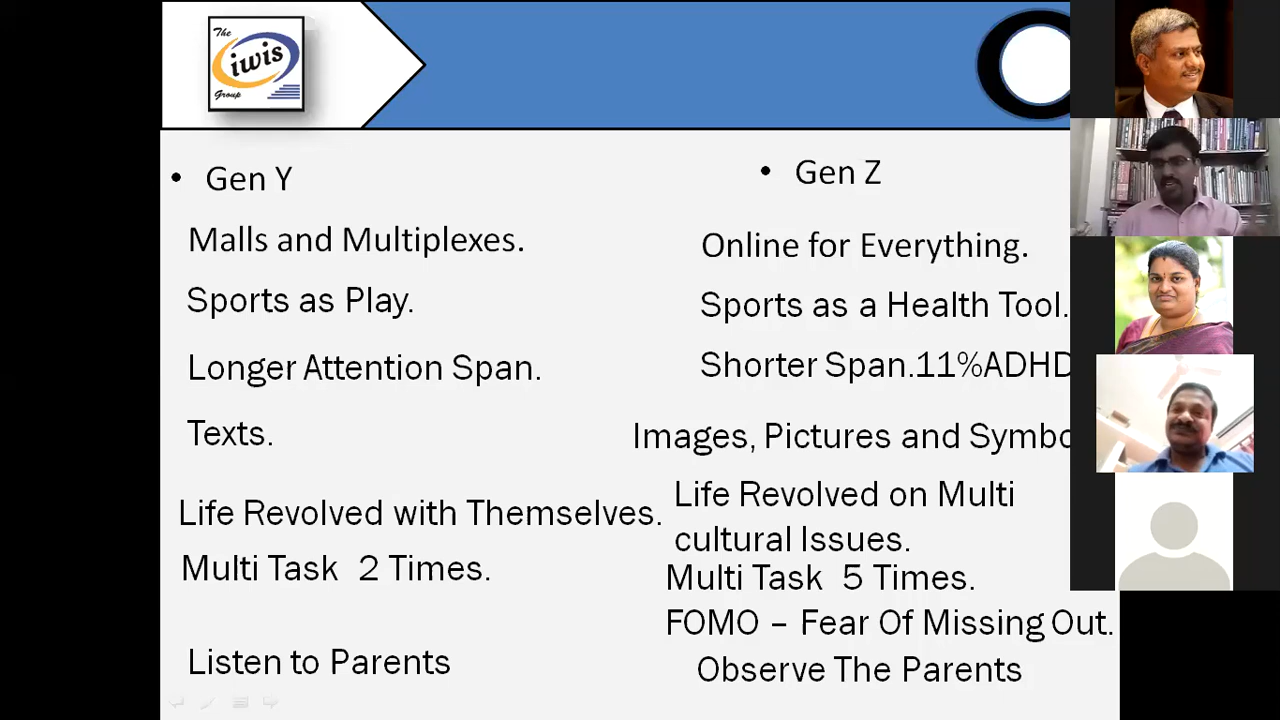 The
iwis
Group
• Gen Y
Malls and Multiplexes.
Sports as Play.
Longer Attention Span.
Texts.
Life Revolved with Themselves.
Multi Task 2 Times.
Listen to Parents
• Gen Z
Online for Everything.
Sports as a Health Tool.
Shorter Span.11%ADHD
Images, Pictures and
Life Revolved on Multi
cultural Issues.
Multi Task 5 Times.
FOMO – Fear Of Missing Out.
Observe The Parents